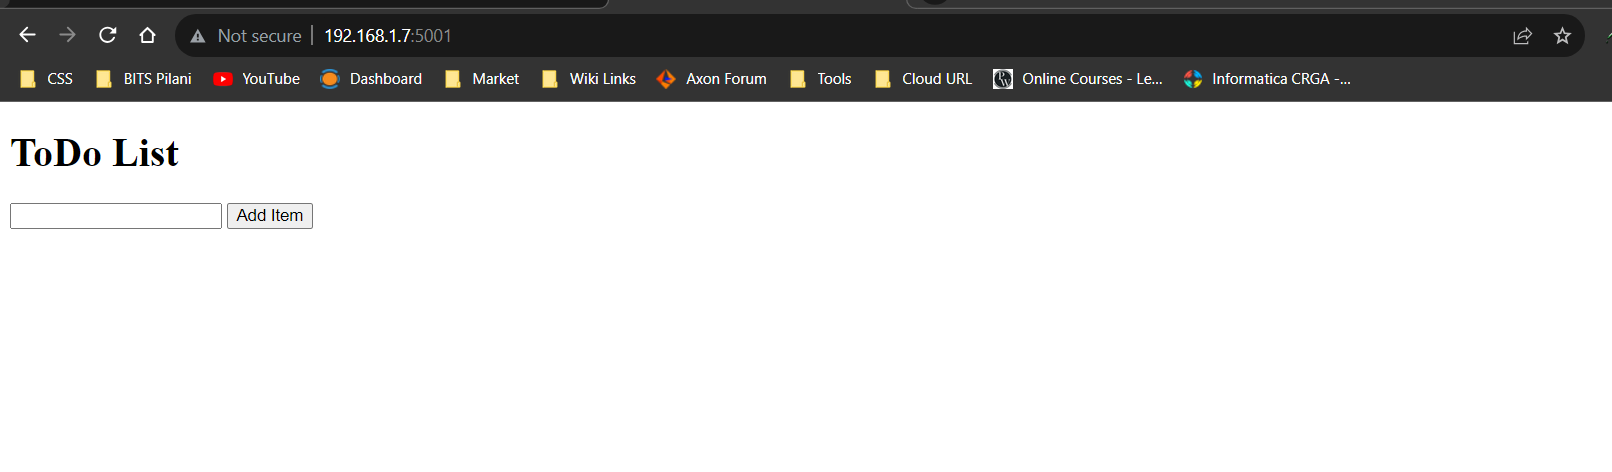 Not secure 192.168.1.7:5001
CSS BITS Pilani YouTube Dashboard Market Wiki Links Axon Forum Tools Cloud URL Online Courses - Le... Informatica CRGA -...
ToDo List
Add Item